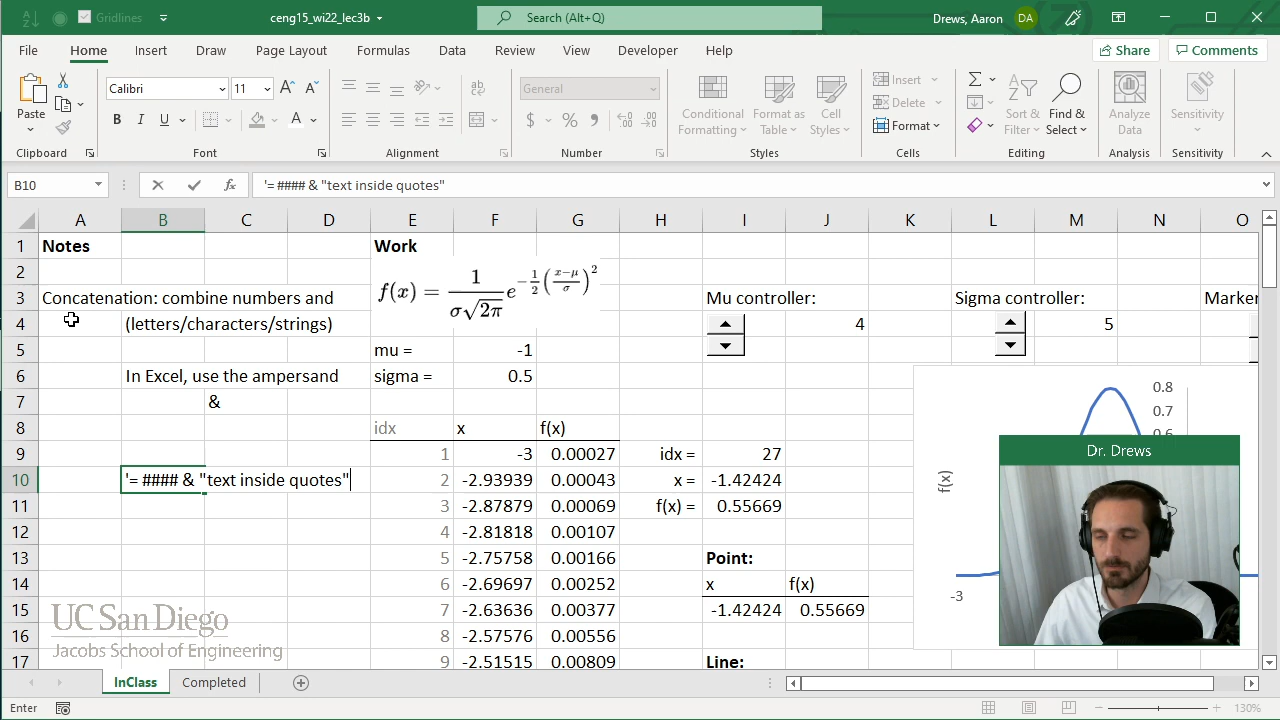 Gridlines
ceng15_wi22_lec3b
Search (Alt+Q)
Drews, Aaron
DA
File
Home
Insert
Draw
Page Layout
Formulas
Data
Review
View
Developer
Help
Share
Comments
Paste
Calibri
11
General
Conditional Formatting
Format as Table
Cell Styles
Insert
Delete
Format
Sort & Filter
Find & Select
Analyze Data
Sensitivity
Clipboard
Font
Alignment
Number
Styles
Cells
Editing
Analysis
Sensitivity
B10
'= #### & "text inside quotes"
A B C D E F G H I J K L M N O
1 Notes Work
2 f(x) = 1/(σ√2π) e^(-1/2((x-μ)/σ)^2)
3 Concatenation: combine numbers and Mu controller: Sigma controller: Marker
4 (letters/characters/strings) 4 5
5 mu = -1
6 In Excel, use the ampersand sigma = 0.5
7 &
8 idx x f(x)
9 1 -3 0.00027 idx = 27
10 '= #### & "text inside quotes" 2 -2.93939 0.00043 x = -1.42424
11 3 -2.87879 0.00069 f(x) = 0.55669
12 4 -2.81818 0.00107
13 5 -2.75758 0.00166 Point:
14 6 -2.69697 0.00252 x f(x)
15 7 -2.63636 0.00377 -1.42424 0.55669
16 8 -2.57576 0.00556
17 9 -2.51515 0.00809 Line:
0.8
0.7
f(x)
-3
Dr. Drews
UC San Diego
Jacobs School of Engineering
InClass
Completed
Enter
130%